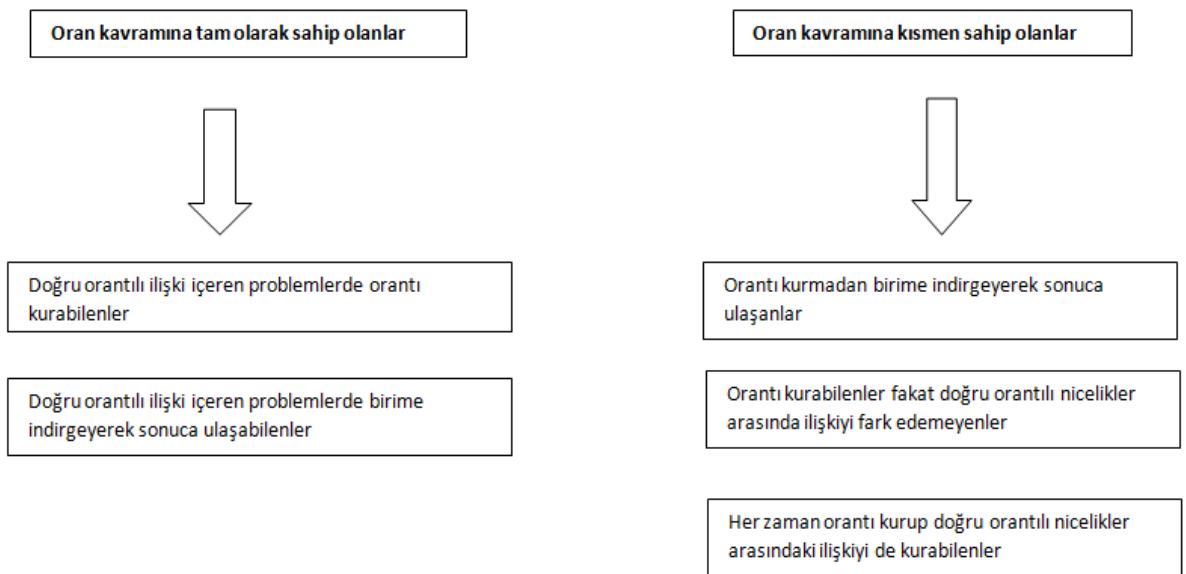 Oran kavramına tam olarak sahip olanlar
Oran kavramına kısmen sahip olanlar
Doğru orantılı ilişki içeren problemlerde orantı
kurabilenler
Orantı kurmadan birime indirgeyerek sonuca
ulaşanlar
Doğru orantılı ilişki içeren problemlerde birime
indirgeyerek sonuca ulaşabilenler
Orantı kurabilenler fakat doğru orantılı nicelikler
arasında ilişkiyi fark edemeyenler
Her zaman orantı kurup doğru orantılı nicelikler
arasındaki ilişkiyi de kurabilenler